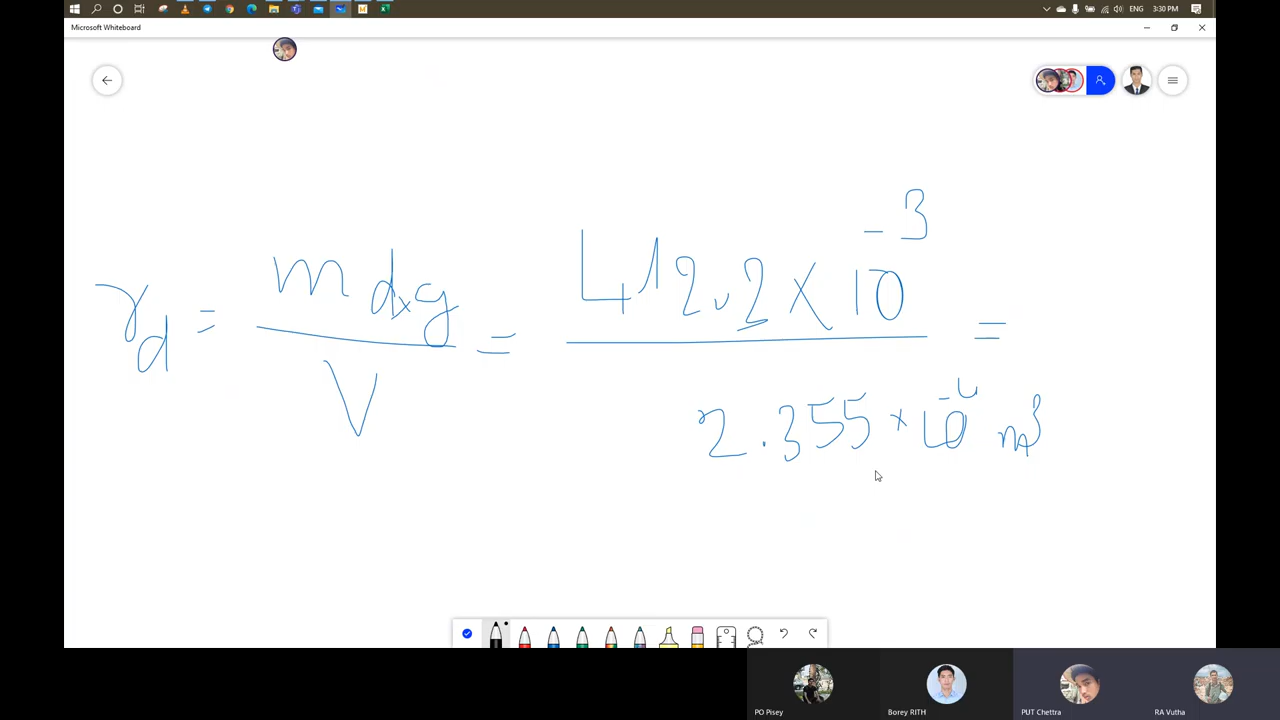 ENG 3:30 PM
Microsoft Whiteboard
γd = m d×g / V = 412.2 × 10⁻³ / 2.355 × 10⁻⁴ m³ =
PO Pisey
Borey RITH
PUT Chettra
RA Vutha